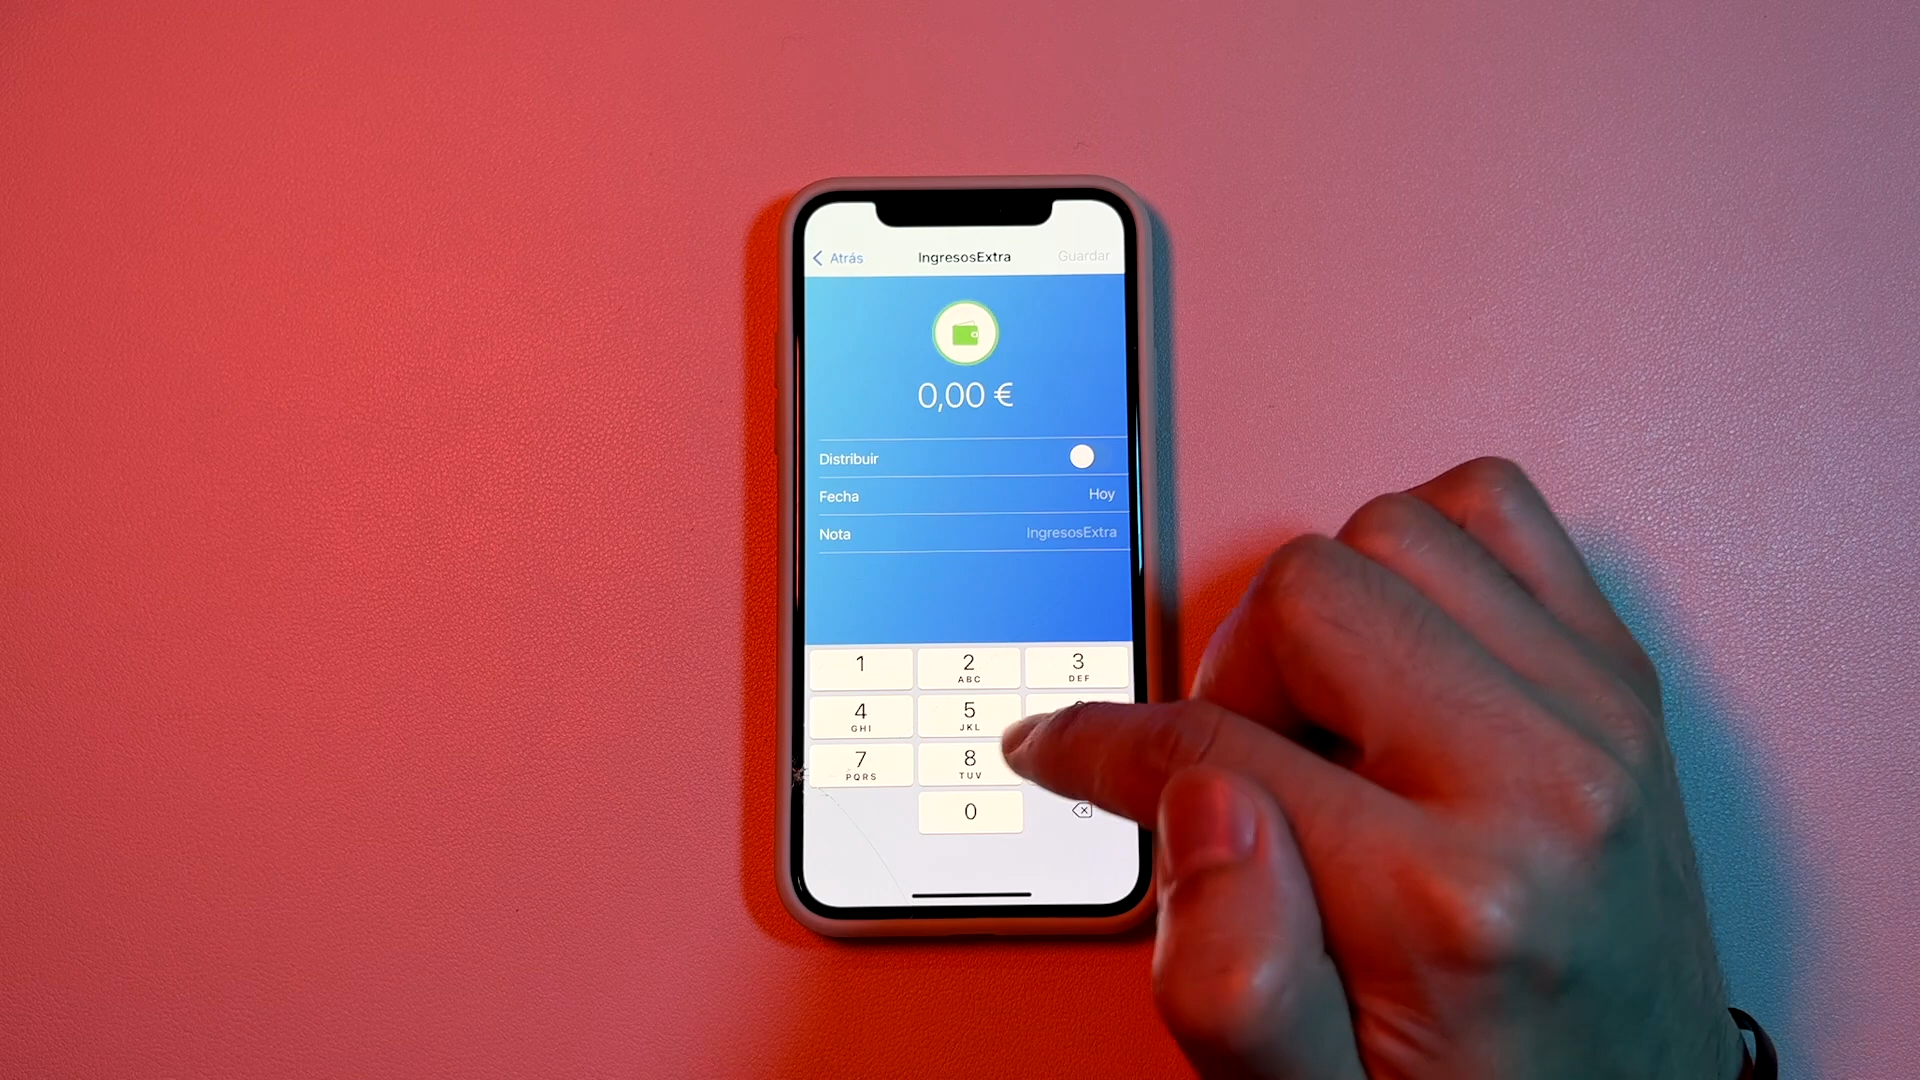 Atrás IngresosExtra Guardar
0,00 €
Distribuir
Fecha Hoy
Nota IngresosExtra
1 2 3
ABC DEF
4 5
GHI JKL
7 8
PQRS TUV
0